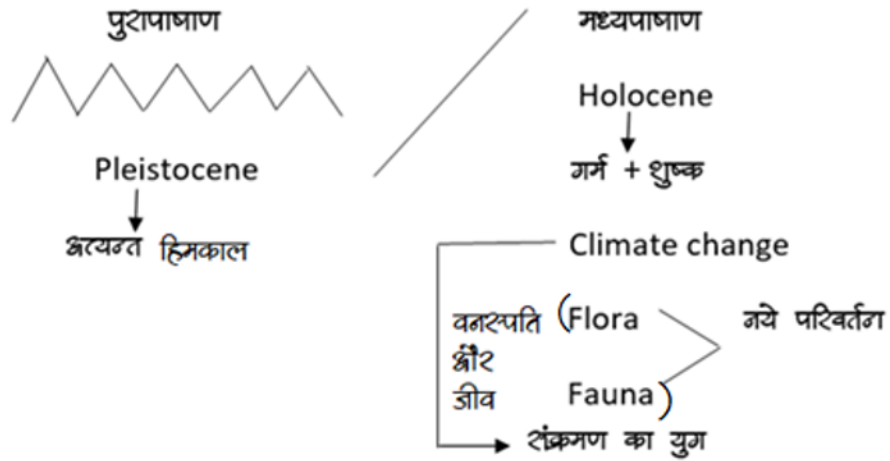 पुरापाषाण
मध्यपाषाण
Holocene
Pleistocene
गर्म + शुष्क
अत्यन्त हिमकाल
Climate change
वनस्पति (Flora
नये परिवर्तन
और
जीव Fauna)
संक्रमण का युग